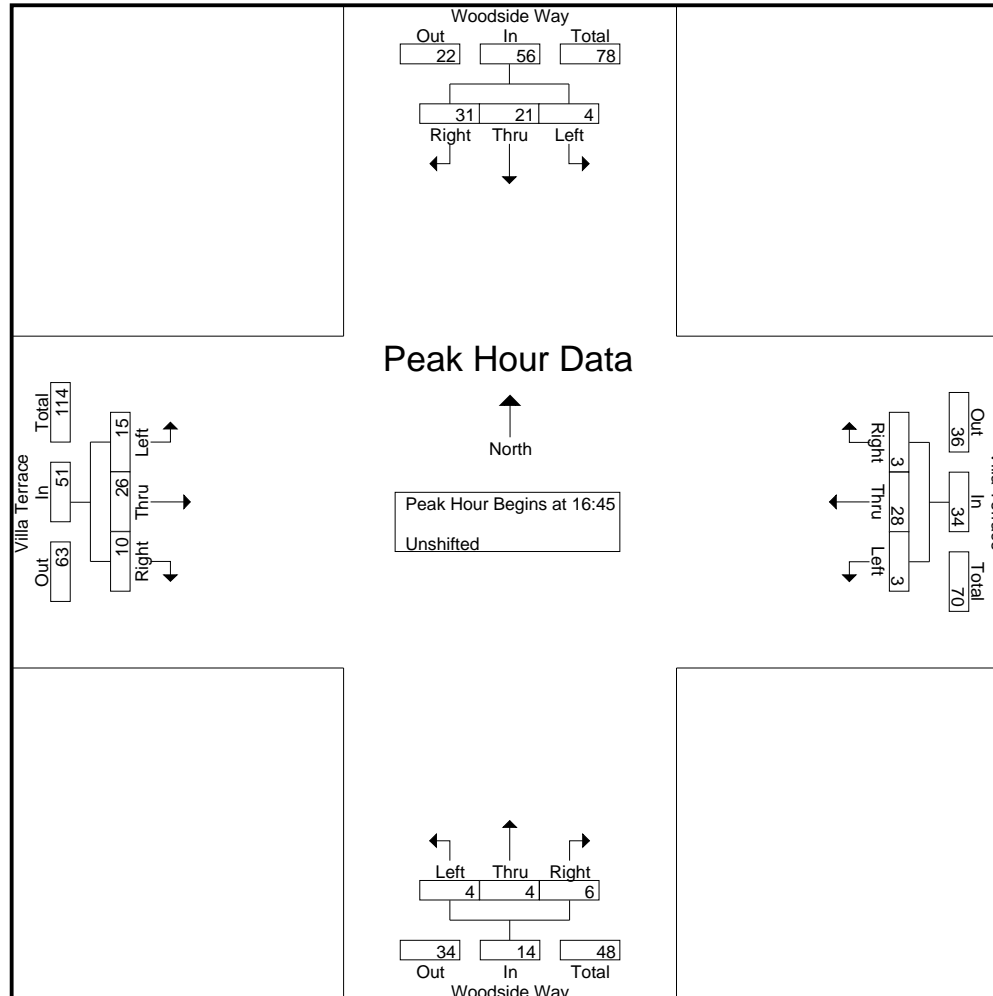 Woodside Way
Out In Total
22 56 78
31 21 4
Right Thru Left
Peak Hour Data
North
Peak Hour Begins at 16:45
Unshifted
Villa Terrace
Total In Out
114 51 63
15 26 10
Left Thru Right
Right Thru Left
3 28 3
Out In Total
36 34 70
Left Thru Right
4 4 6
34 14 48
Out In Total
Woodside Way